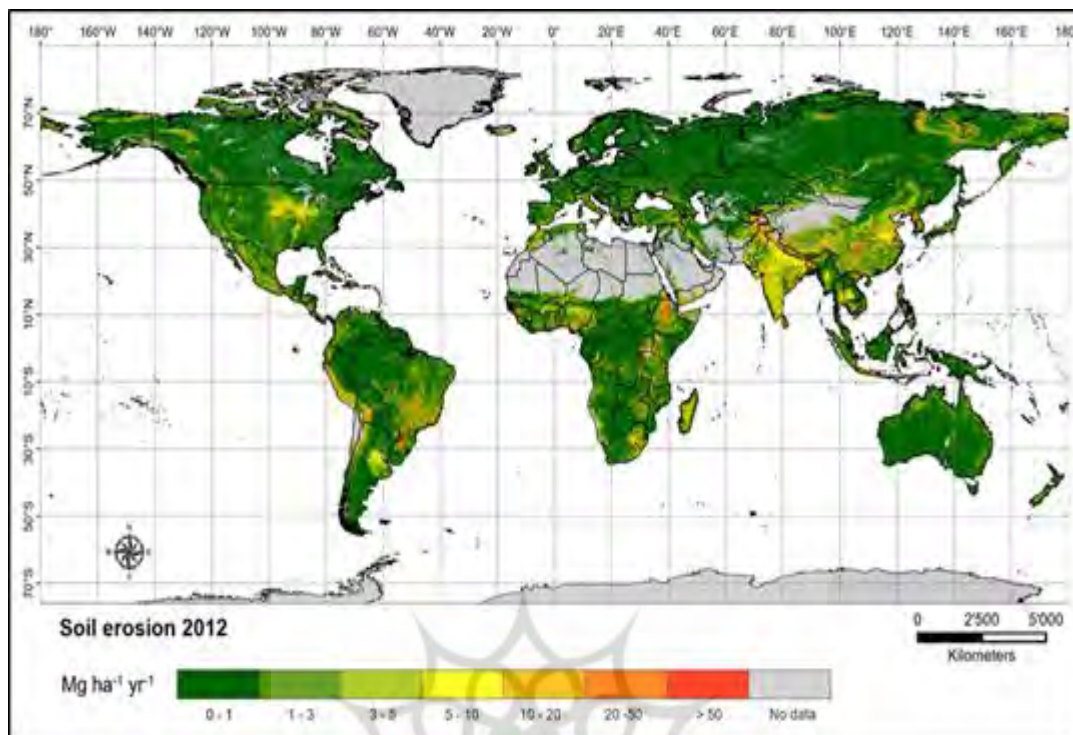 180° 160°W 140°W 120°W 100°W 80°W 60°W 40°W 20°W 0° 20°E 40°E 60°E 80°E 100°E 120°E 140°E 160°E 180
70°N
50°N
30°N
10°N
10°S
30°S
50°S
70°S
Soil erosion 2012
0 2'500 5'000
Kilometers
Mg ha⁻¹ yr⁻¹
0 - 1 1 - 3 3 - 5 5 - 10 10 - 20 20 - 50 > 50 No data